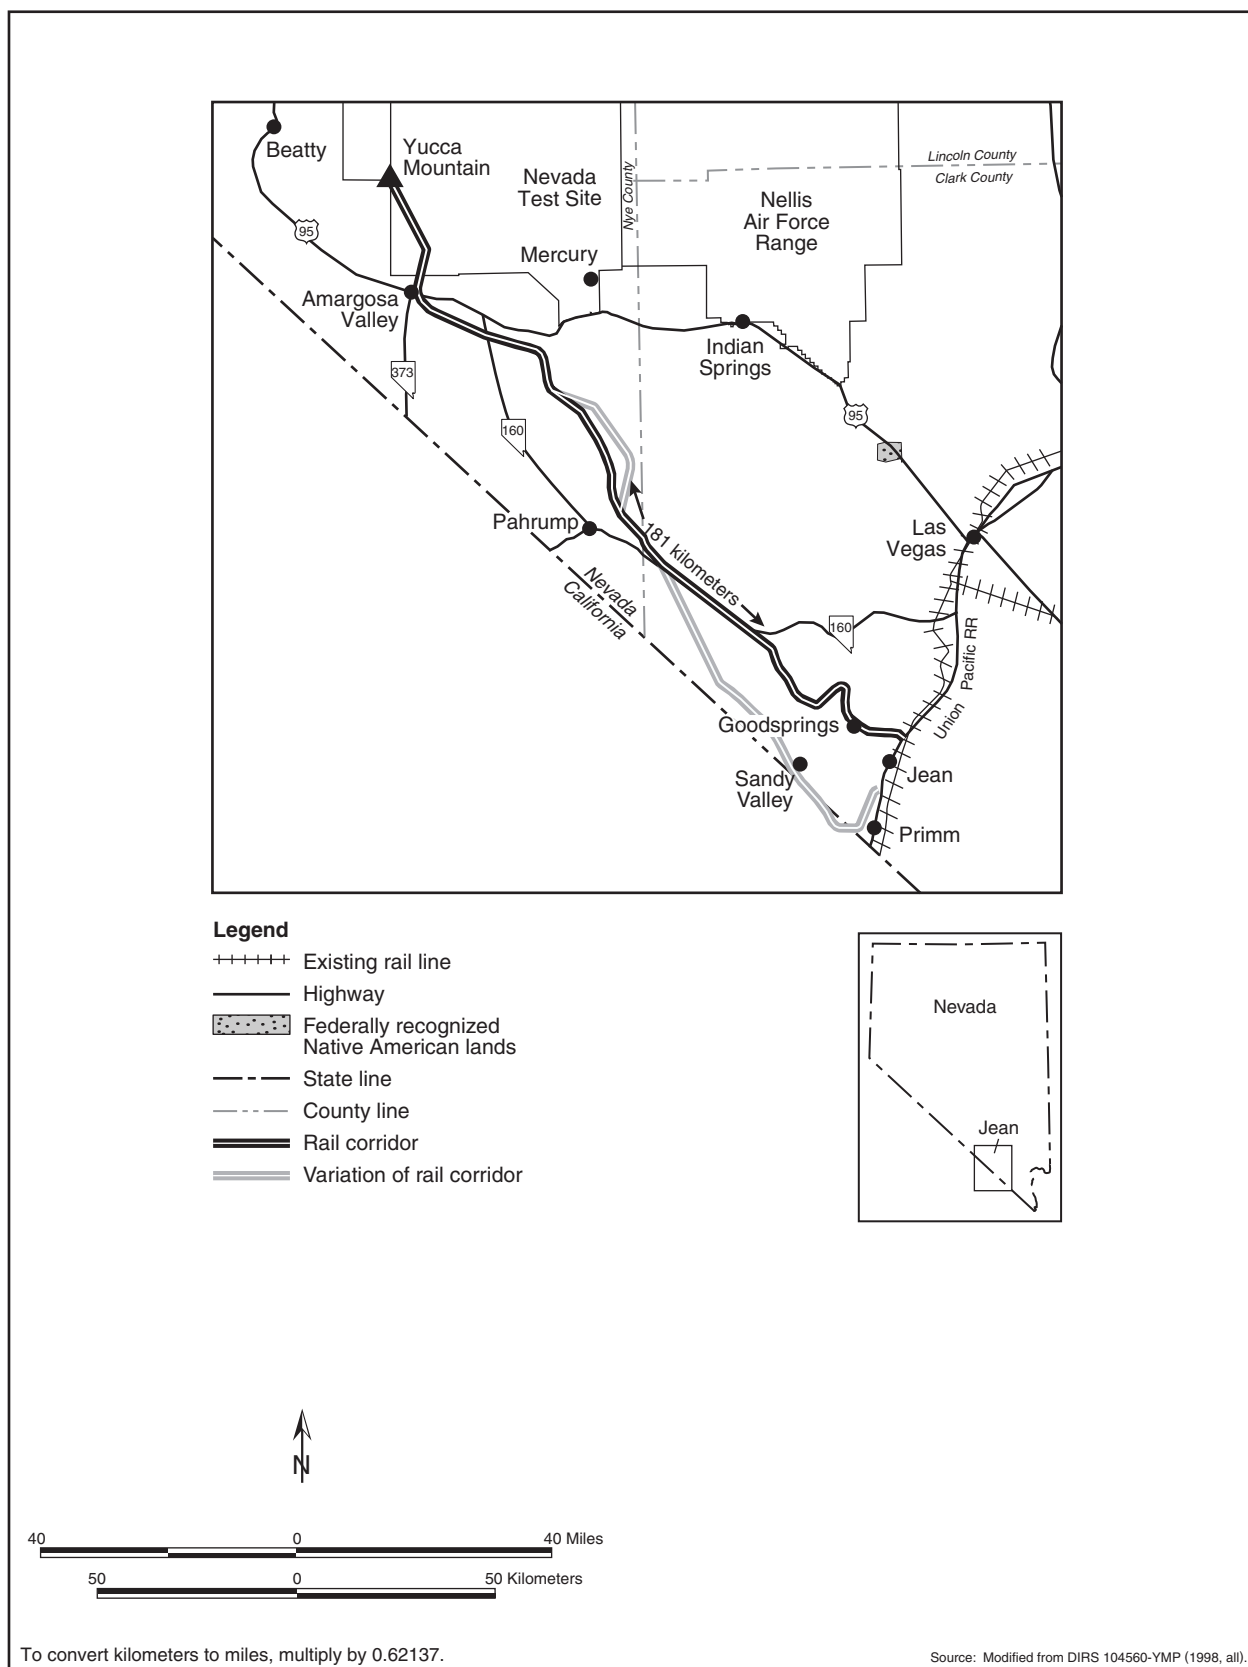 Beatty
Yucca
Mountain
Nevada
Test Site
Nye County
Lincoln County
Clark County
Nellis
Air Force
Range
95
Mercury
Amargosa
Valley
Indian
Springs
373
95
160
Pahrump
Las
Vegas
181 kilometers
Nevada
California
160
Union Pacific RR
Goodsprings
Sandy
Valley
Jean
Primm
Legend
Existing rail line
Highway
Federally recognized
Native American lands
State line
County line
Rail corridor
Variation of rail corridor
Nevada
Jean
N
40 0 40 Miles
50 0 50 Kilometers
To convert kilometers to miles, multiply by 0.62137.
Source: Modified from DIRS 104560-YMP (1998, all).